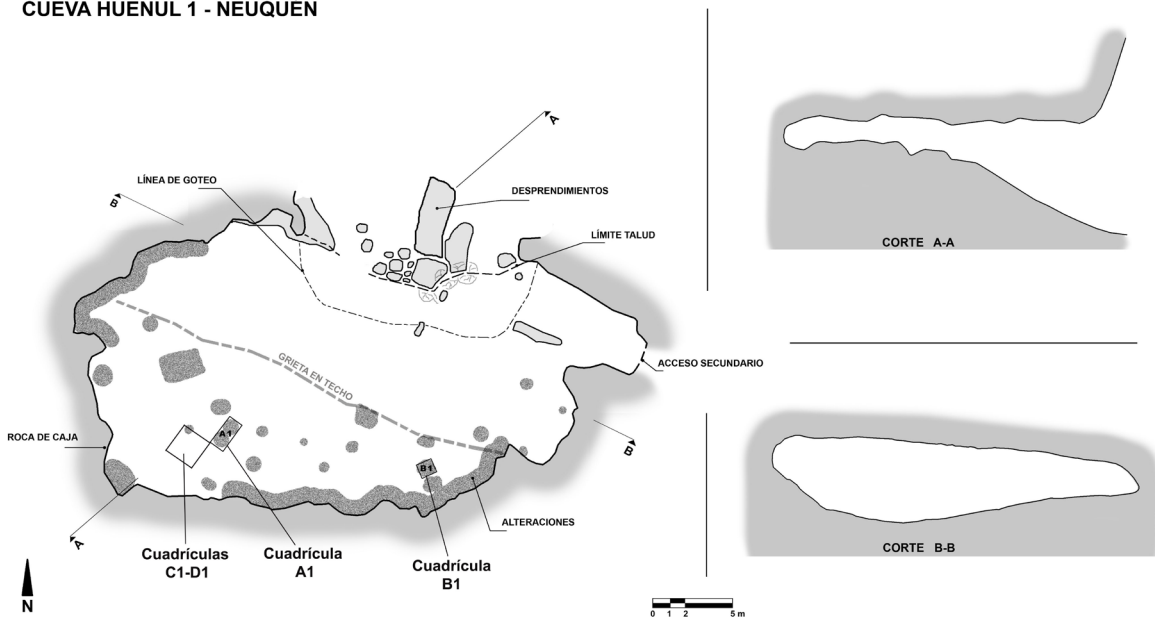 CUEVA HUENUL 1 - NEUQUEN
A
LÍNEA DE GOTEO
DESPRENDIMIENTOS
B
LÍMITE TALUD
CORTE A-A
GRIETA EN TECHO
ACCESO SECUNDARIO
ROCA DE CAJA
A1
B
B1
ALTERACIONES
A
Cuadrículas
C1-D1
Cuadrícula
A1
Cuadrícula
B1
CORTE B-B
N
0 1 2 5 m